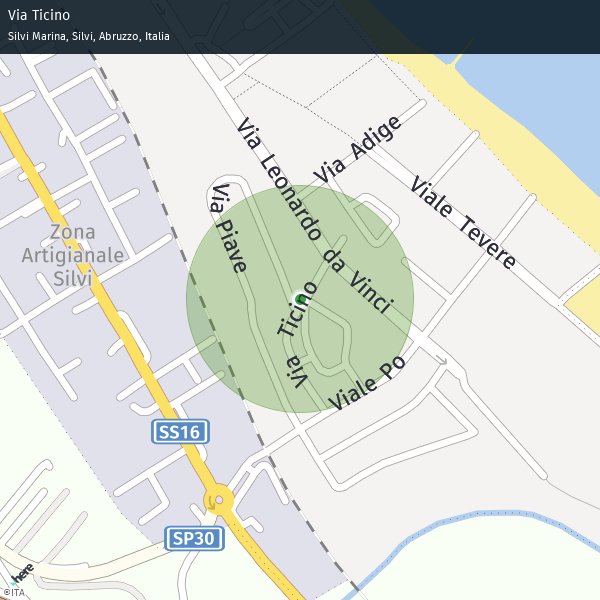 Via Ticino
Silvi Marina, Silvi, Abruzzo, Italia
Via Leonardo da Vinci
Via Adige
Viale Tevere
Via Piave
Zona
Artigianale
Silvi
Via Ticino
Viale Po
SS16
SP30
here
©ITA